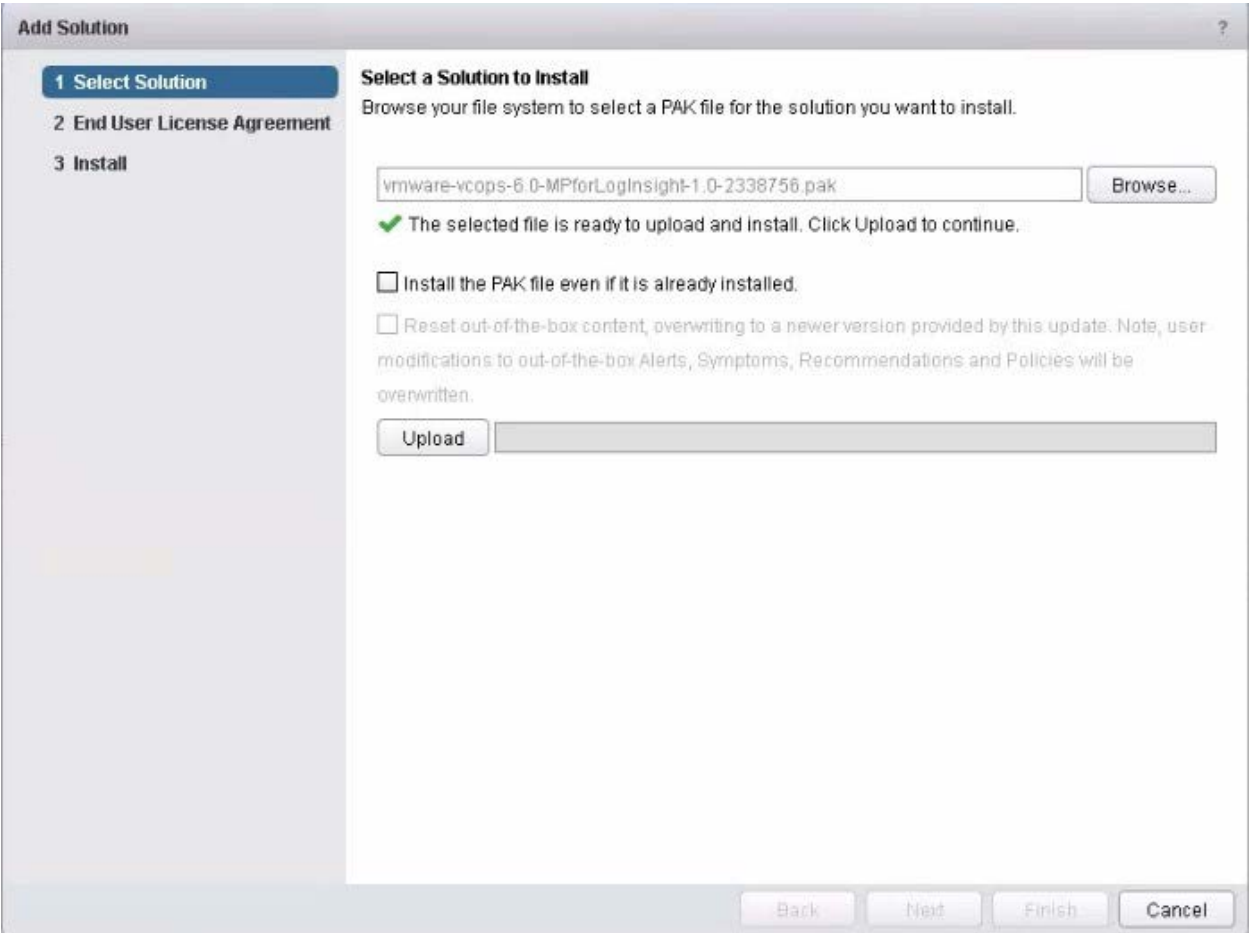 Add Solution
?
1 Select Solution
2 End User License Agreement
3 Install
Select a Solution to Install
Browse your file system to select a PAK file for the solution you want to install.
vmware-vcops-6.0-MPforLogInsight-1.0-2338756.pak
Browse...
The selected file is ready to upload and install. Click Upload to continue.
Install the PAK file even if it is already installed.
Reset out-of-the-box content, overwriting to a newer version provided by this update. Note, user
modifications to out-of-the-box Alerts, Symptoms, Recommendations and Policies will be
overwritten.
Upload
Back
Next
Finish
Cancel